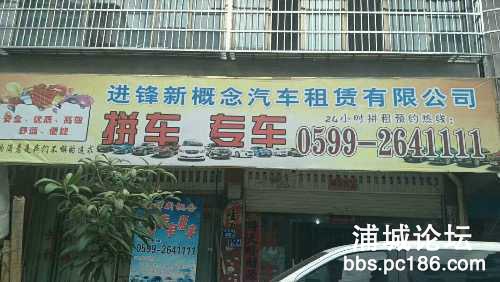 进锋新概念汽车租赁有限公司
安全、优质、高效
舒适、便捷
拼车 专车
24小时拼租预约热线：
0599-2641111
0599-2641111
浦城论坛
bbs.pc186.com